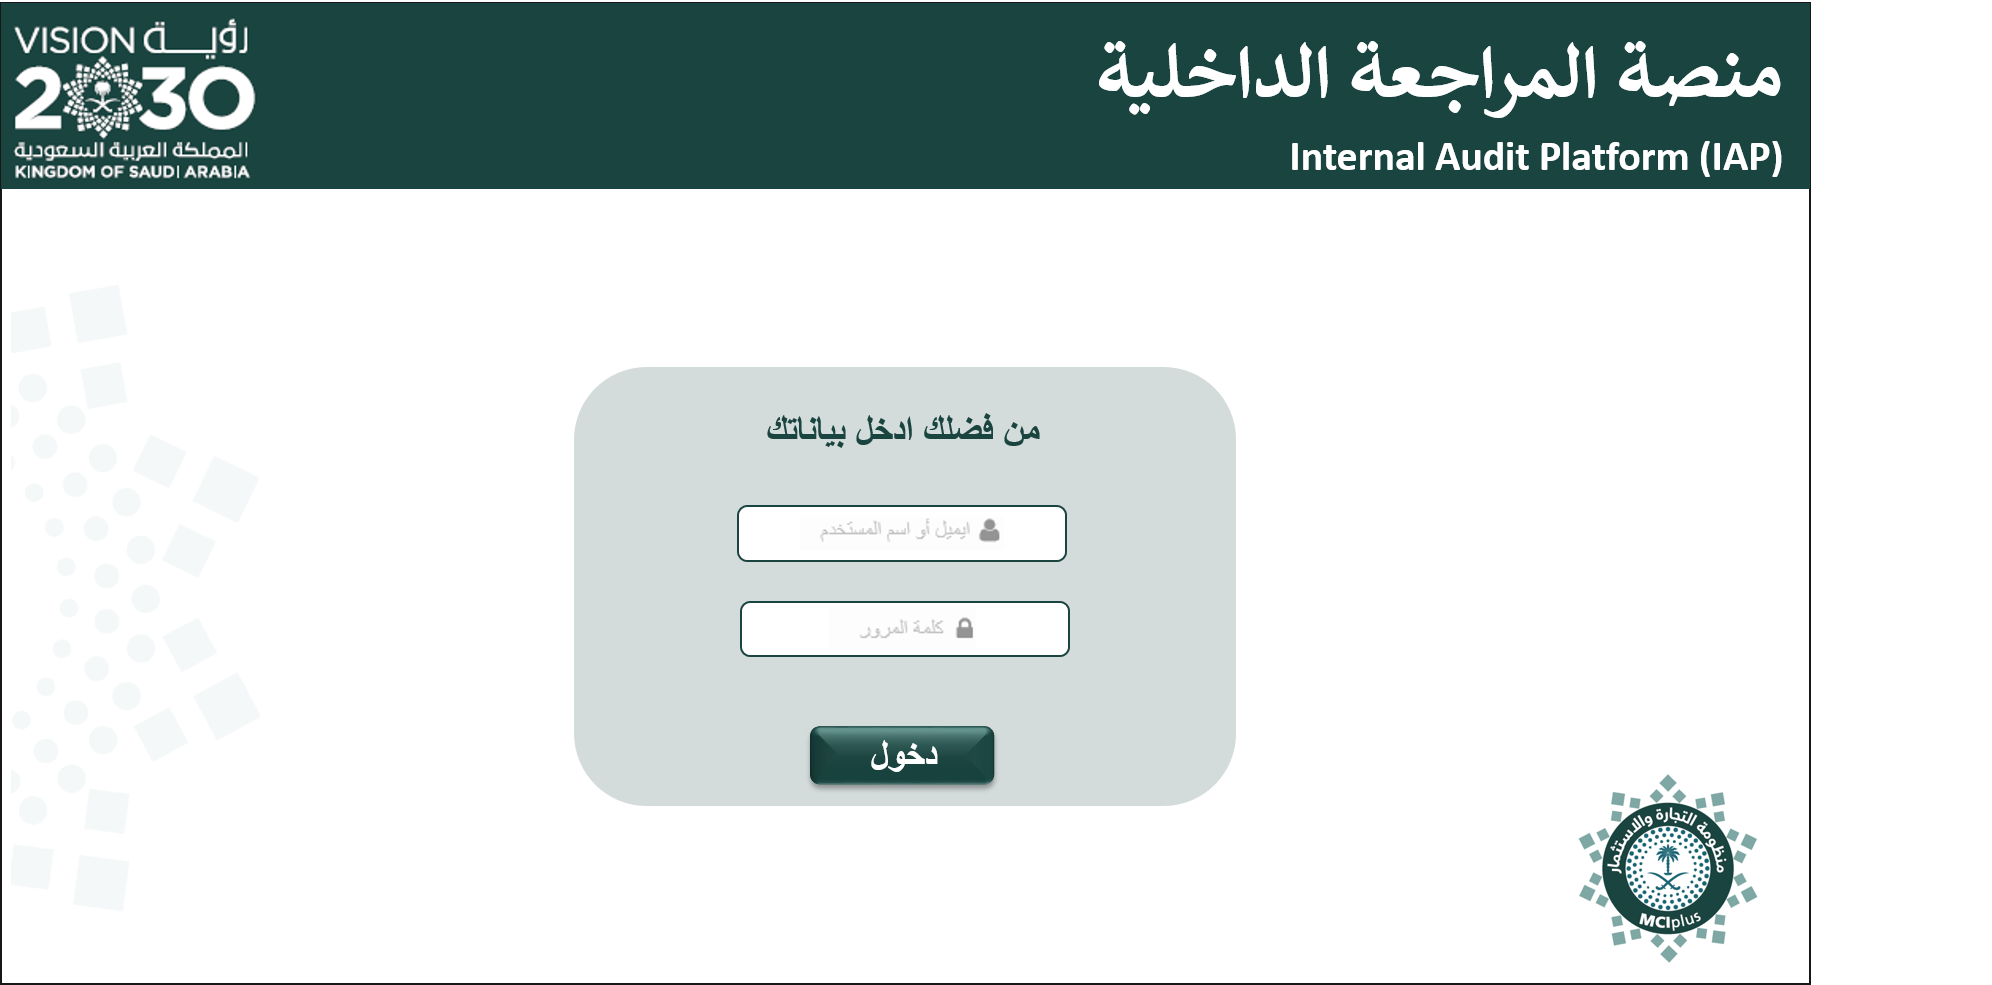 منصة المراجعة الداخلية
Internal Audit Platform (IAP)
VISION رؤيـــة
2030
المملكة العربية السعودية
KINGDOM OF SAUDI ARABIA
من فضلك ادخل بياناتك
ايميل أو اسم المستخدم
كلمة المرور
دخول
منظومة التجارة والاستثمار
MCIplus